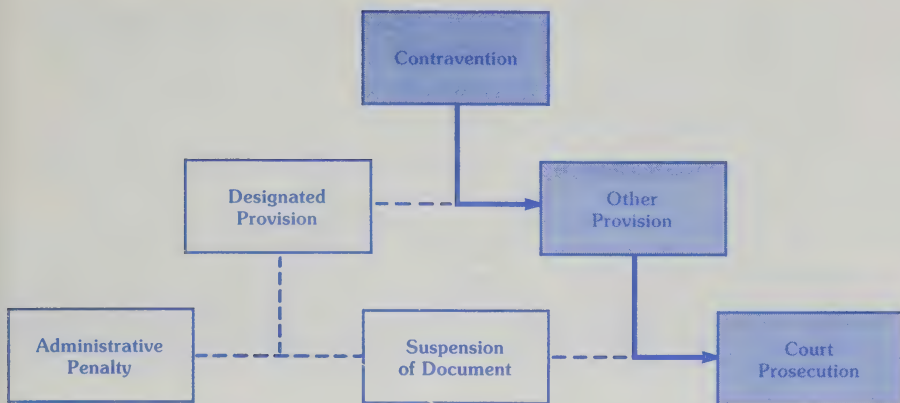 Contravention
Designated
Provision
Other
Provision
Administrative
Penalty
Suspension
of Document
Court
Prosecution